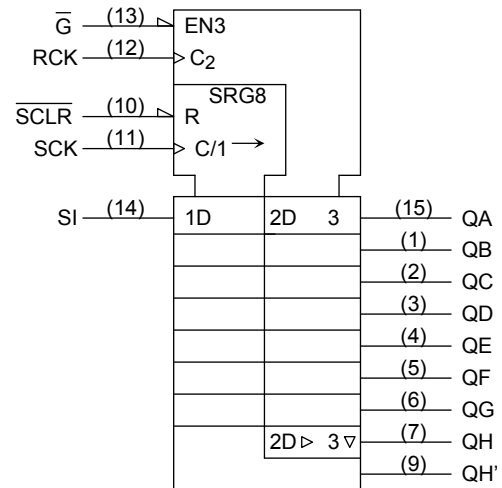 G (13) EN3
RCK (12) C2
SRG8
SCLR (10) R
SCK (11) C/1
SI (14) 1D 2D 3 (15) QA
(1) QB
(2) QC
(3) QD
(4) QE
(5) QF
(6) QG
2D 3 (7) QH
(9) QH'